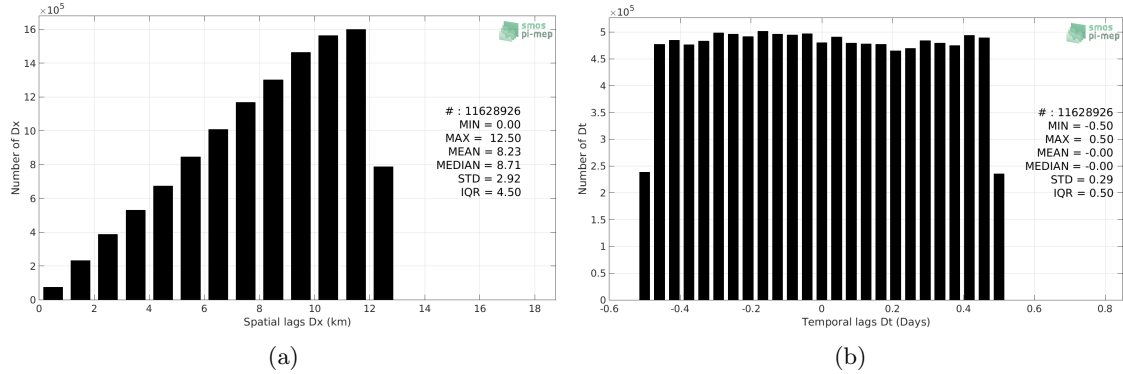 ×10⁵
16
14
12
10
8
6
4
2
0
Number of Dx
0 2 4 6 8 10 12 14 16 18
Spatial lags Dx (km)
smos
pi-mep
# : 11628926
MIN = 0.00
MAX = 12.50
MEAN = 8.23
MEDIAN = 8.71
STD = 2.92
IQR = 4.50
(a)
×10⁵
5
4.5
4
3.5
3
2.5
2
1.5
1
0.5
0
Number of Dt
-0.6 -0.4 -0.2 0 0.2 0.4 0.6 0.8
Temporal lags Dt (Days)
smos
pi-mep
# : 11628926
MIN = -0.50
MAX = 0.50
MEAN = -0.00
MEDIAN = -0.00
STD = 0.29
IQR = 0.50
(b)